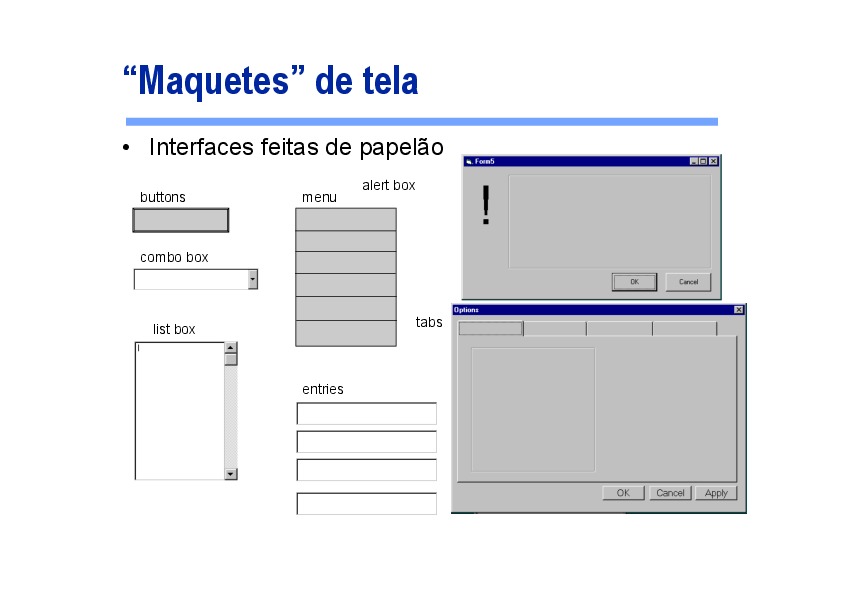 “Maquetes” de tela
• Interfaces feitas de papelão
buttons
menu
alert box
Form5
OK
Cancel
combo box
list box
tabs
Options
entries
OK
Cancel
Apply